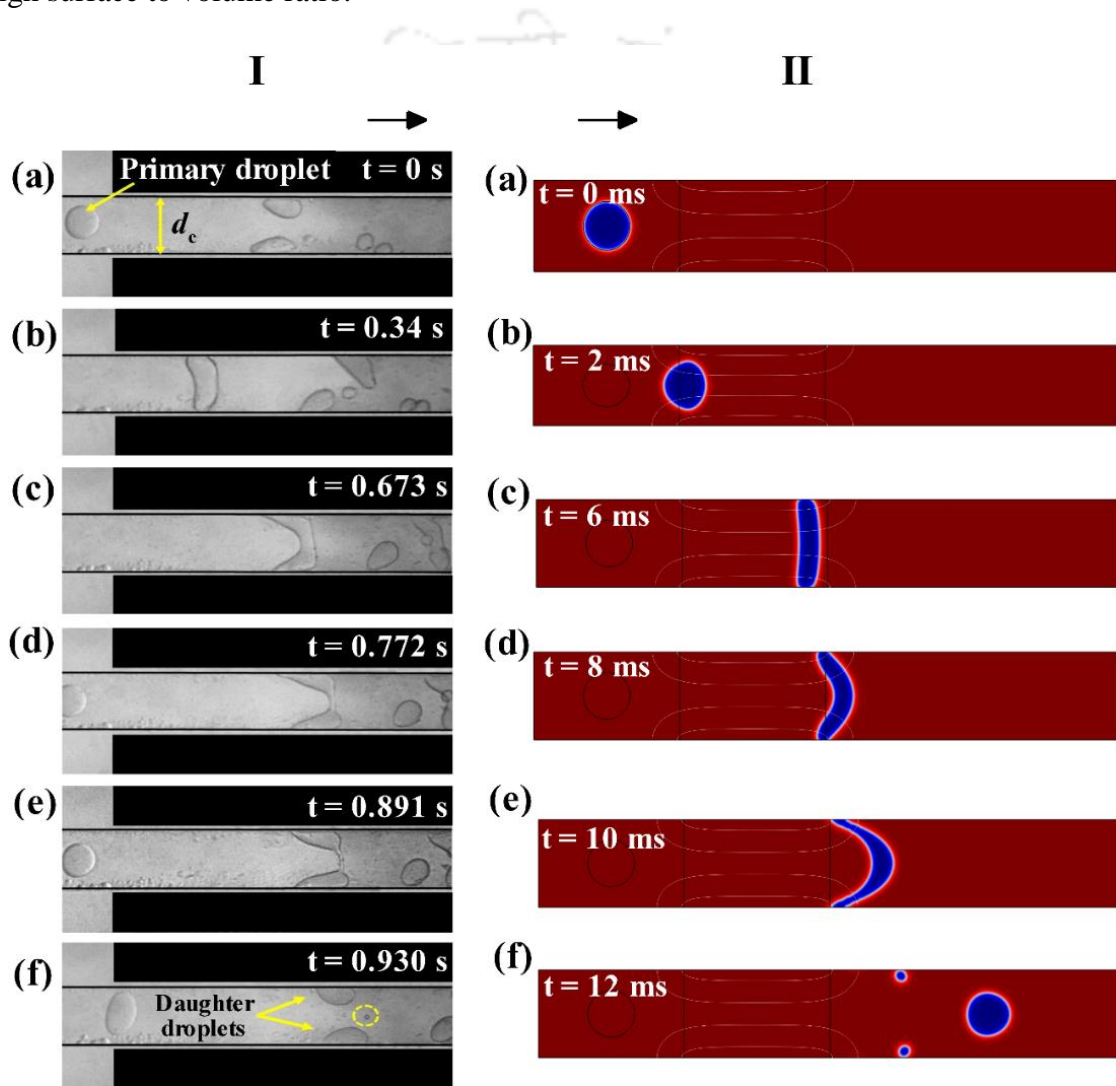 I
II
(a)
Primary droplet
t = 0 s
d_c
(a)
t = 0 ms
(b)
t = 0.34 s
(b)
t = 2 ms
(c)
t = 0.673 s
(c)
t = 6 ms
(d)
t = 0.772 s
(d)
t = 8 ms
(e)
t = 0.891 s
(e)
t = 10 ms
(f)
t = 0.930 s
Daughter
droplets
(f)
t = 12 ms